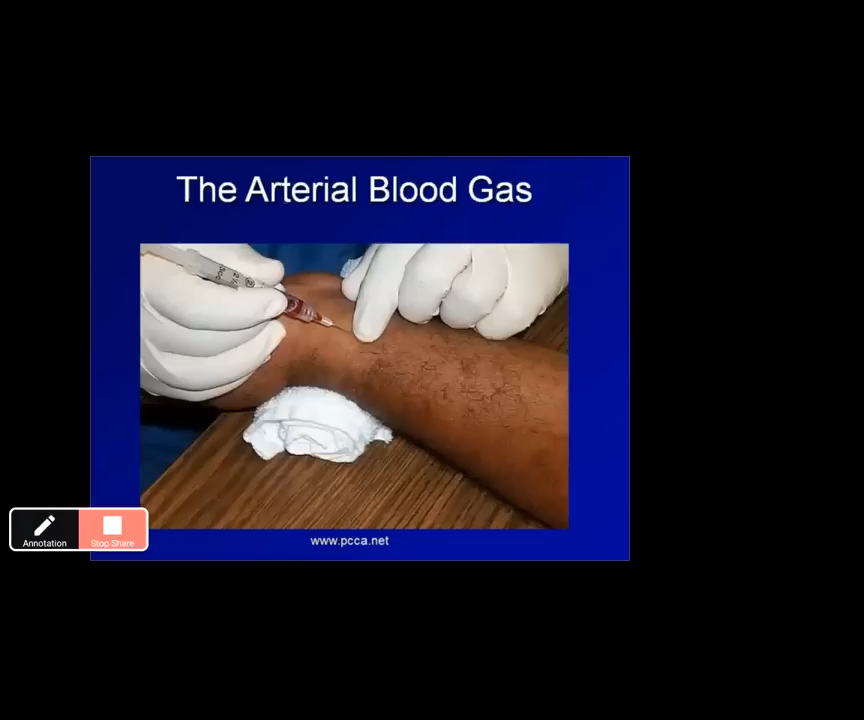 The Arterial Blood Gas
www.pcca.net
Annotation
Stop Share